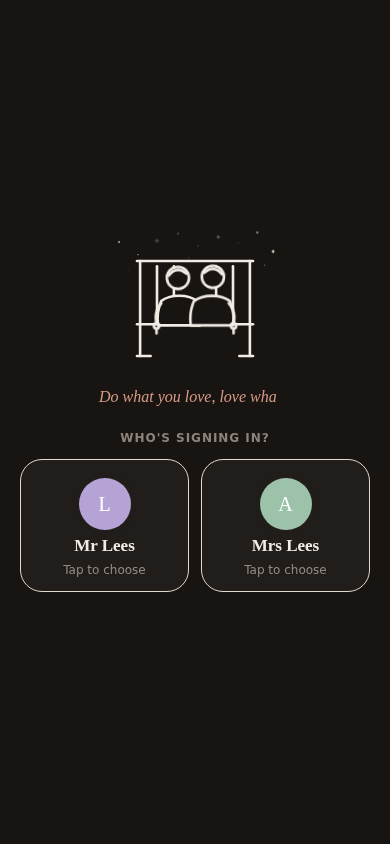 Do what you love, love wha
WHO'S SIGNING IN?
L
A
Mr Lees
Mrs Lees
Tap to choose
Tap to choose